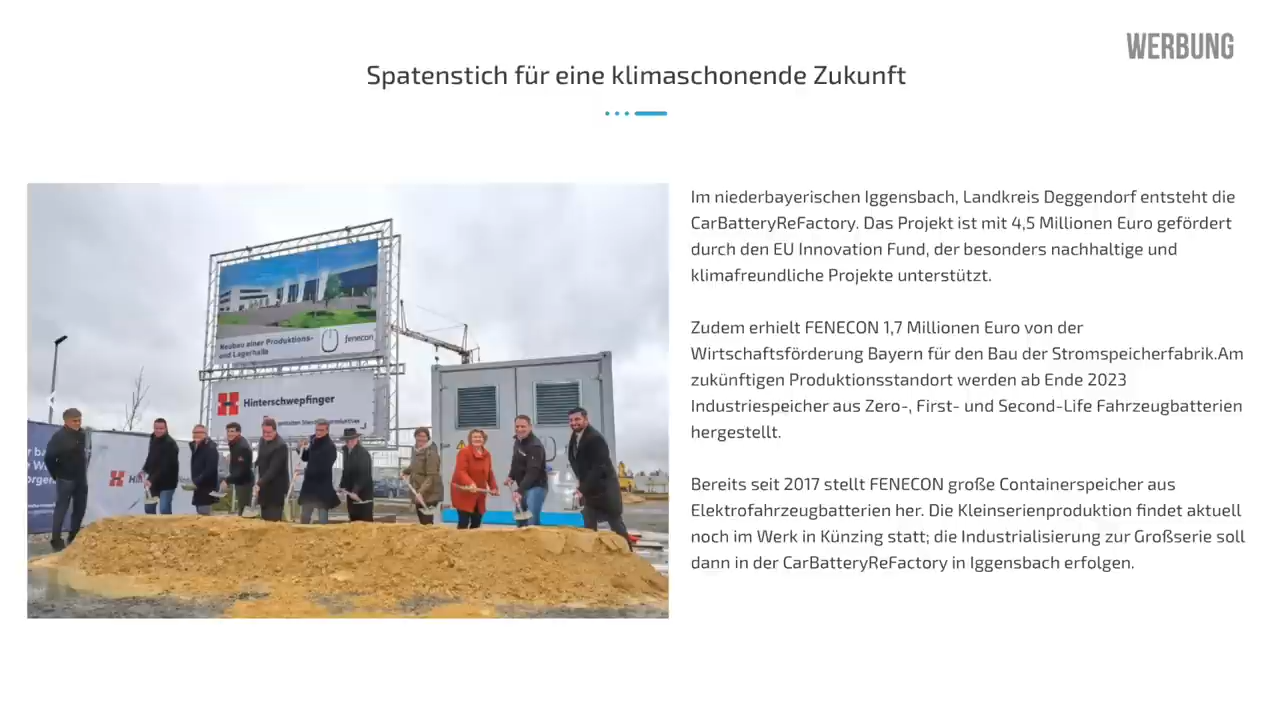 WERBUNG
Spatenstich für eine klimaschonende Zukunft
Neubau einer Produktions-
und Lagerhalle
fenecon
Hinterschwepfinger
Im niederbayerischen Iggensbach, Landkreis Deggendorf entsteht die
CarBatteryReFactory. Das Projekt ist mit 4,5 Millionen Euro gefördert
durch den EU Innovation Fund, der besonders nachhaltige und
klimafreundliche Projekte unterstützt.
Zudem erhielt FENECON 1,7 Millionen Euro von der
Wirtschaftsförderung Bayern für den Bau der Stromspeicherfabrik.Am
zukünftigen Produktionsstandort werden ab Ende 2023
Industriespeicher aus Zero-, First- und Second-Life Fahrzeugbatterien
hergestellt.
Bereits seit 2017 stellt FENECON große Containerspeicher aus
Elektrofahrzeugbatterien her. Die Kleinserienproduktion findet aktuell
noch im Werk in Künzing statt; die Industrialisierung zur Großserie soll
dann in der CarBatteryReFactory in Iggensbach erfolgen.